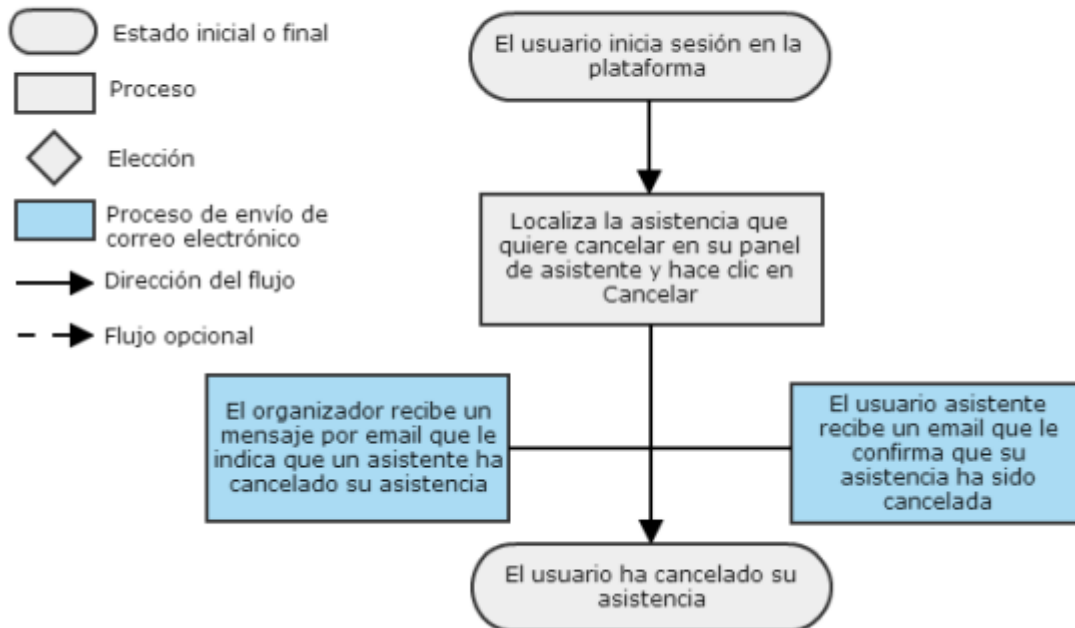 Estado inicial o final
Proceso
Elección
Proceso de envío de
correo electrónico
Dirección del flujo
Flujo opcional
El usuario inicia sesión en la
plataforma
Localiza la asistencia que
quiere cancelar en su panel
de asistente y hace clic en
Cancelar
El organizador recibe un
mensaje por email que le
indica que un asistente ha
cancelado su asistencia
El usuario asistente
recibe un email que le
confirma que su
asistencia ha sido
cancelada
El usuario ha cancelado su
asistencia